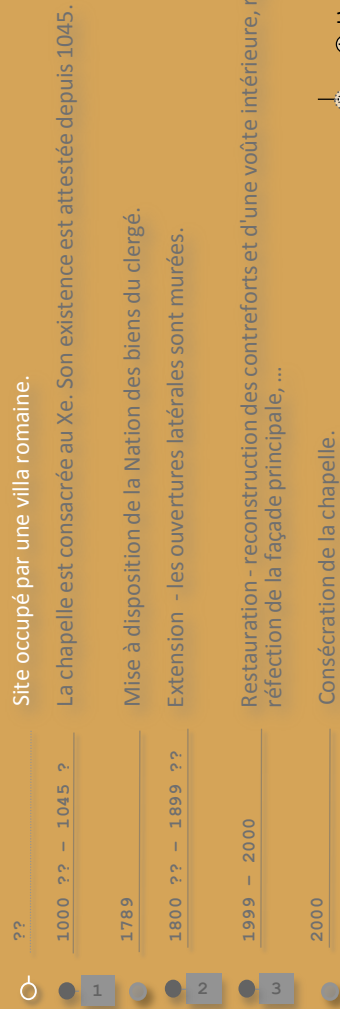 ??
Site occupé par une villa romaine.
1000 ?? – 1045 ?
La chapelle est consacrée au Xe. Son existence est attestée depuis 1045.
1
1789
Mise à disposition de la Nation des biens du clergé.
1800 ?? – 1899 ??
Extension - les ouvertures latérales sont murées.
2
1999 – 2000
Restauration - reconstruction des contreforts et d'une voûte intérieure,
réfection de la façade principale, ...
3
2000
Consécration de la chapelle.